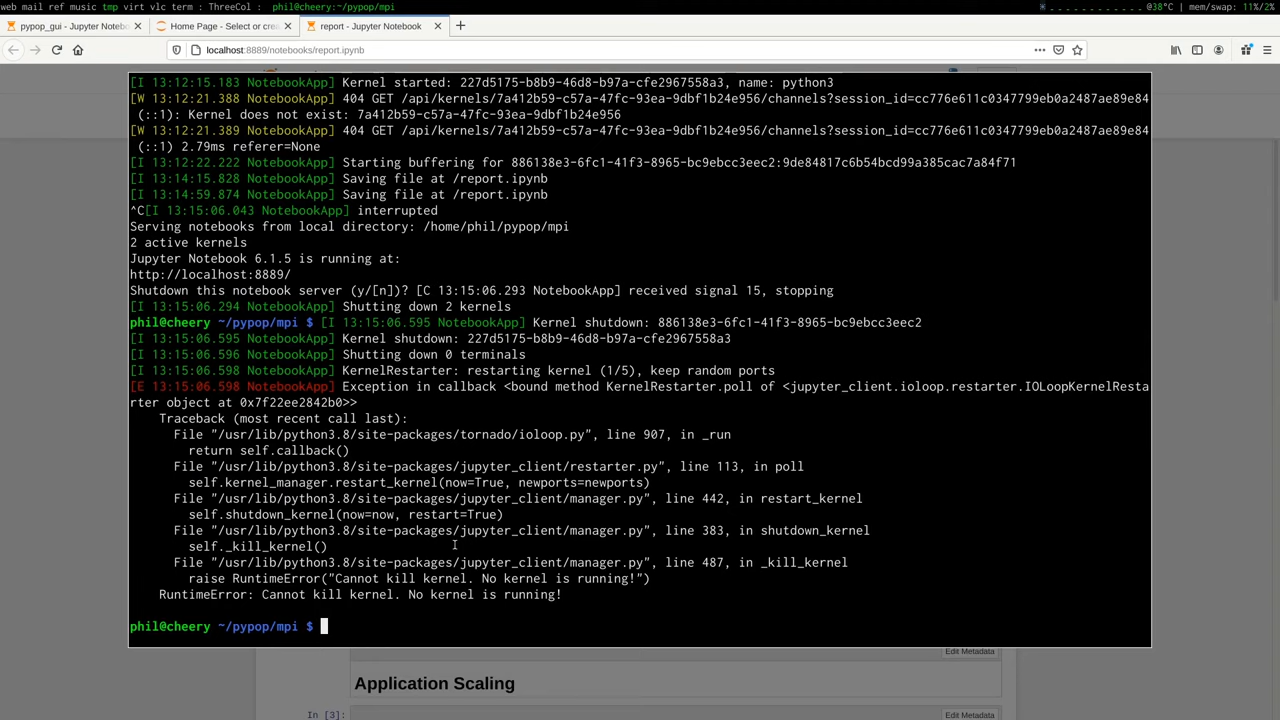 web mail ref music tmp virt vlc term : ThreeCol : phil@cheery:~/pypop/mpi @38°C | mem/swap: 11%/2%
pypop_gui - Jupyter Noteb Home Page - Select or crea report - Jupyter Notebook
localhost:8889/notebooks/report.ipynb
[I 13:12:15.183 NotebookApp] Kernel started: 227d5175-b8b9-46d8-b97a-cfe2967558a3, name: python3
[W 13:12:21.388 NotebookApp] 404 GET /api/kernels/7a412b59-c57a-47fc-93ea-9dbf1b24e956/channels?session_id=cc776e611c0347799eb0a2487ae89e84
(::1): Kernel does not exist: 7a412b59-c57a-47fc-93ea-9dbf1b24e956
[W 13:12:21.389 NotebookApp] 404 GET /api/kernels/7a412b59-c57a-47fc-93ea-9dbf1b24e956/channels?session_id=cc776e611c0347799eb0a2487ae89e84
(::1) 2.79ms referer=None
[I 13:12:22.222 NotebookApp] Starting buffering for 886138e3-6fc1-41f3-8965-bc9ebcc3eec2:9de84817c6b54bcd99a385cac7a84f71
[I 13:14:15.828 NotebookApp] Saving file at /report.ipynb
[I 13:14:59.874 NotebookApp] Saving file at /report.ipynb
^C[I 13:15:06.043 NotebookApp] interrupted
Serving notebooks from local directory: /home/phil/pypop/mpi
2 active kernels
Jupyter Notebook 6.1.5 is running at:
http://localhost:8889/
Shutdown this notebook server (y/[n])? [C 13:15:06.293 NotebookApp] received signal 15, stopping
[I 13:15:06.294 NotebookApp] Shutting down 2 kernels
phil@cheery ~/pypop/mpi $ [I 13:15:06.595 NotebookApp] Kernel shutdown: 886138e3-6fc1-41f3-8965-bc9ebcc3eec2
[I 13:15:06.595 NotebookApp] Kernel shutdown: 227d5175-b8b9-46d8-b97a-cfe2967558a3
[I 13:15:06.596 NotebookApp] Shutting down 0 terminals
[I 13:15:06.598 NotebookApp] KernelRestarter: restarting kernel (1/5), keep random ports
[E 13:15:06.598 NotebookApp] Exception in callback <bound method KernelRestarter.poll of <jupyter_client.ioloop.restarter.IOLoopKernelResta
rter object at 0x7f22ee2842b0>>
Traceback (most recent call last):
File "/usr/lib/python3.8/site-packages/tornado/ioloop.py", line 907, in _run
return self.callback()
File "/usr/lib/python3.8/site-packages/jupyter_client/restarter.py", line 113, in poll
self.kernel_manager.restart_kernel(now=True, newports=newports)
File "/usr/lib/python3.8/site-packages/jupyter_client/manager.py", line 442, in restart_kernel
self.shutdown_kernel(now=now, restart=True)
File "/usr/lib/python3.8/site-packages/jupyter_client/manager.py", line 383, in shutdown_kernel
self._kill_kernel()
File "/usr/lib/python3.8/site-packages/jupyter_client/manager.py", line 487, in _kill_kernel
raise RuntimeError("Cannot kill kernel. No kernel is running!")
RuntimeError: Cannot kill kernel. No kernel is running!
phil@cheery ~/pypop/mpi $
Edit Metadata
Application Scaling
In [3]: Edit Metadata